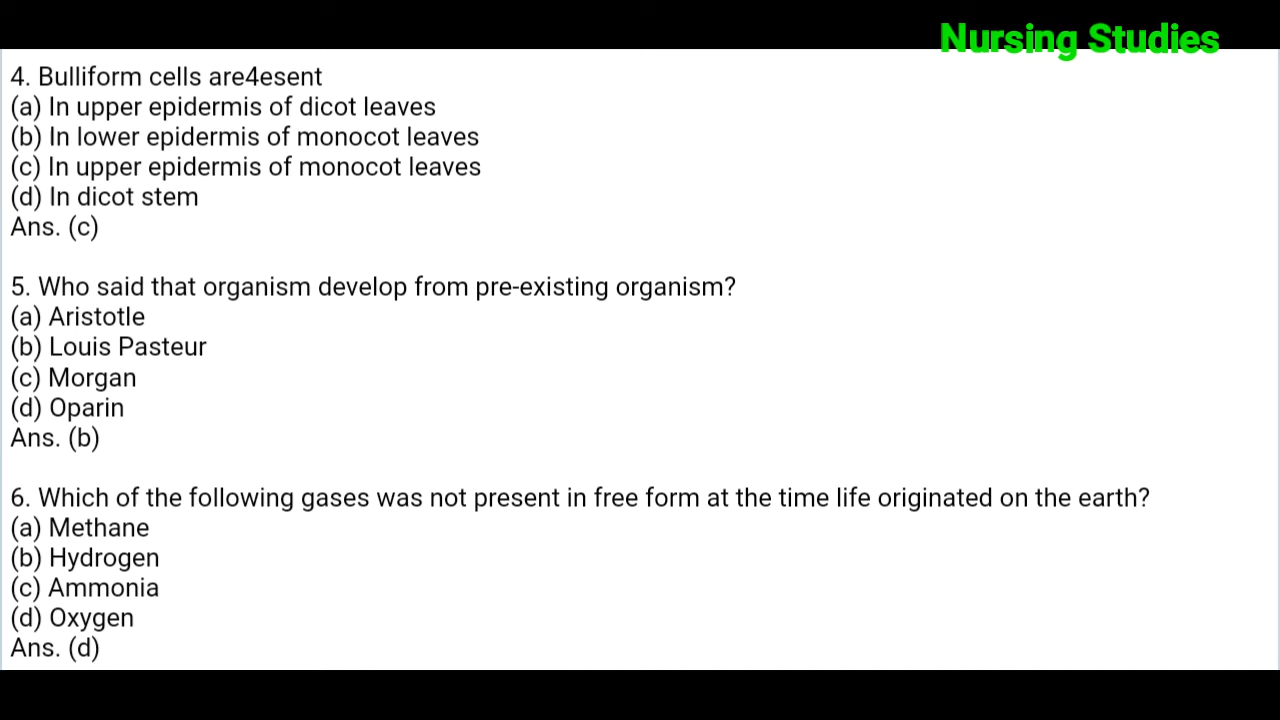 Nursing Studies
4. Bulliform cells are4esent
(a) In upper epidermis of dicot leaves
(b) In lower epidermis of monocot leaves
(c) In upper epidermis of monocot leaves
(d) In dicot stem
Ans. (c)
5. Who said that organism develop from pre-existing organism?
(a) Aristotle
(b) Louis Pasteur
(c) Morgan
(d) Oparin
Ans. (b)
6. Which of the following gases was not present in free form at the time life originated on the earth?
(a) Methane
(b) Hydrogen
(c) Ammonia
(d) Oxygen
Ans. (d)